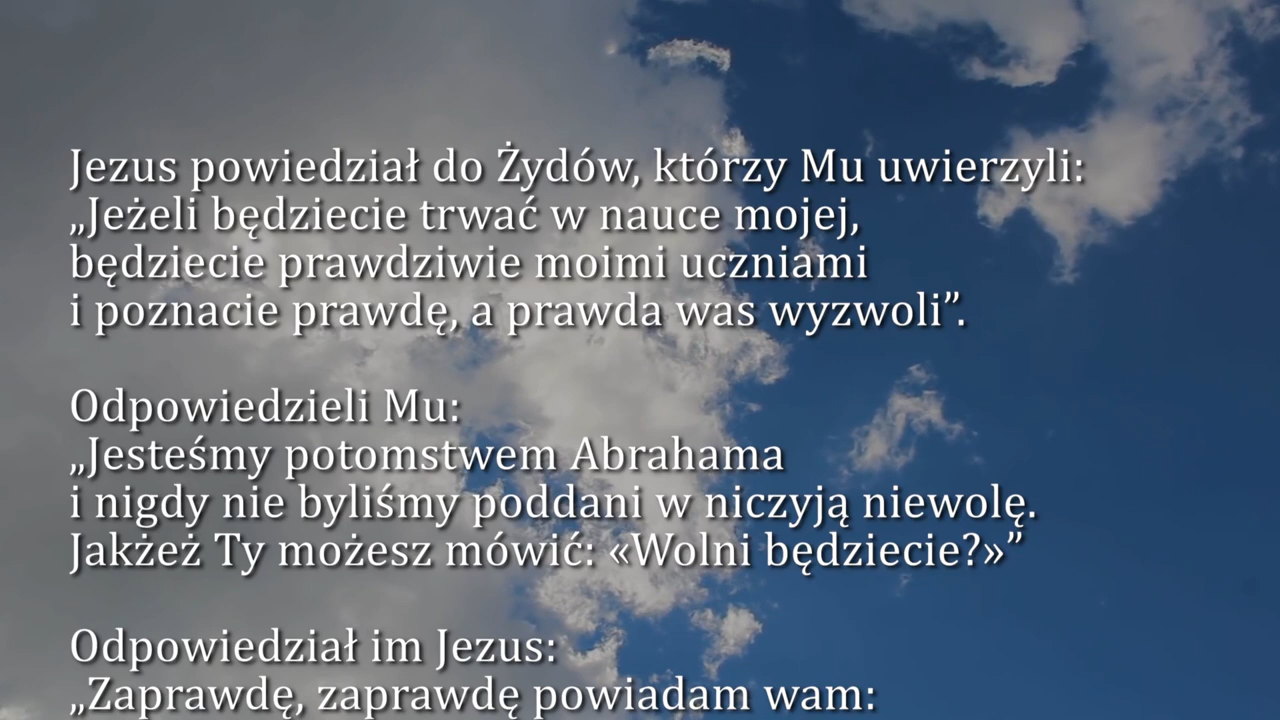 Jezus powiedział do Żydów, którzy Mu uwierzyli:
„Jeżeli będziecie trwać w nauce mojej,
będziecie prawdziwie moimi uczniami
i poznacie prawdę, a prawda was wyzwoli”.
Odpowiedzieli Mu:
„Jesteśmy potomstwem Abrahama
i nigdy nie byliśmy poddani w niczyją niewolę.
Jakżeż Ty możesz mówić: «Wolni będziecie?»”
Odpowiedział im Jezus:
„Zaprawdę, zaprawdę powiadam wam: